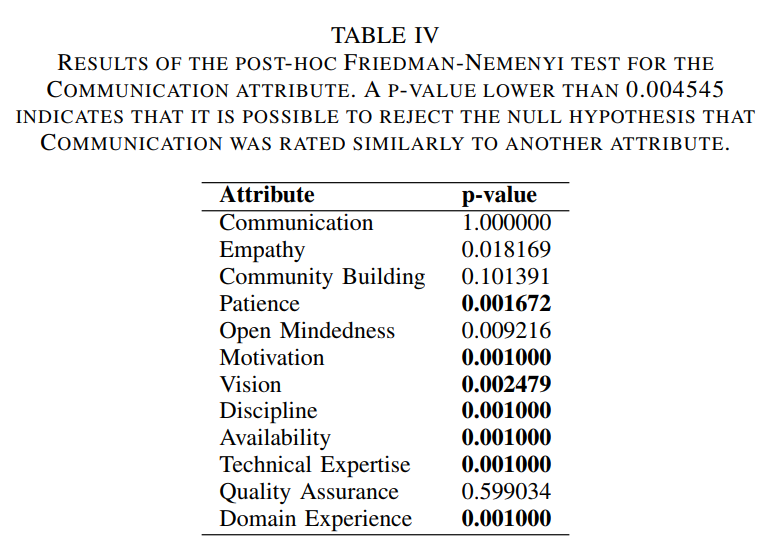 TABLE IV
RESULTS OF THE POST-HOC FRIEDMAN-NEMENYI TEST FOR THE
COMMUNICATION ATTRIBUTE. A P-VALUE LOWER THAN 0.004545
INDICATES THAT IT IS POSSIBLE TO REJECT THE NULL HYPOTHESIS THAT
COMMUNICATION WAS RATED SIMILARLY TO ANOTHER ATTRIBUTE.
Attribute p-value
Communication 1.000000
Empathy 0.018169
Community Building 0.101391
Patience 0.001672
Open Mindedness 0.009216
Motivation 0.001000
Vision 0.002479
Discipline 0.001000
Availability 0.001000
Technical Expertise 0.001000
Quality Assurance 0.599034
Domain Experience 0.001000